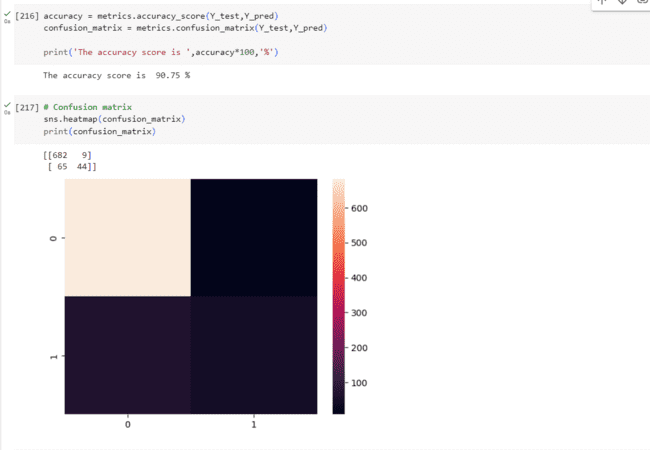 [216] accuracy = metrics.accuracy_score(Y_test,Y_pred)
0s
confusion_matrix = metrics.confusion_matrix(Y_test,Y_pred)
print('The accuracy score is ',accuracy*100,'%')
The accuracy score is  90.75 %
[217] # Confusion matrix
0s
sns.heatmap(confusion_matrix)
print(confusion_matrix)
[[682   9]
[ 65  44]]
600
0
500
400
300
1
200
100
0 1